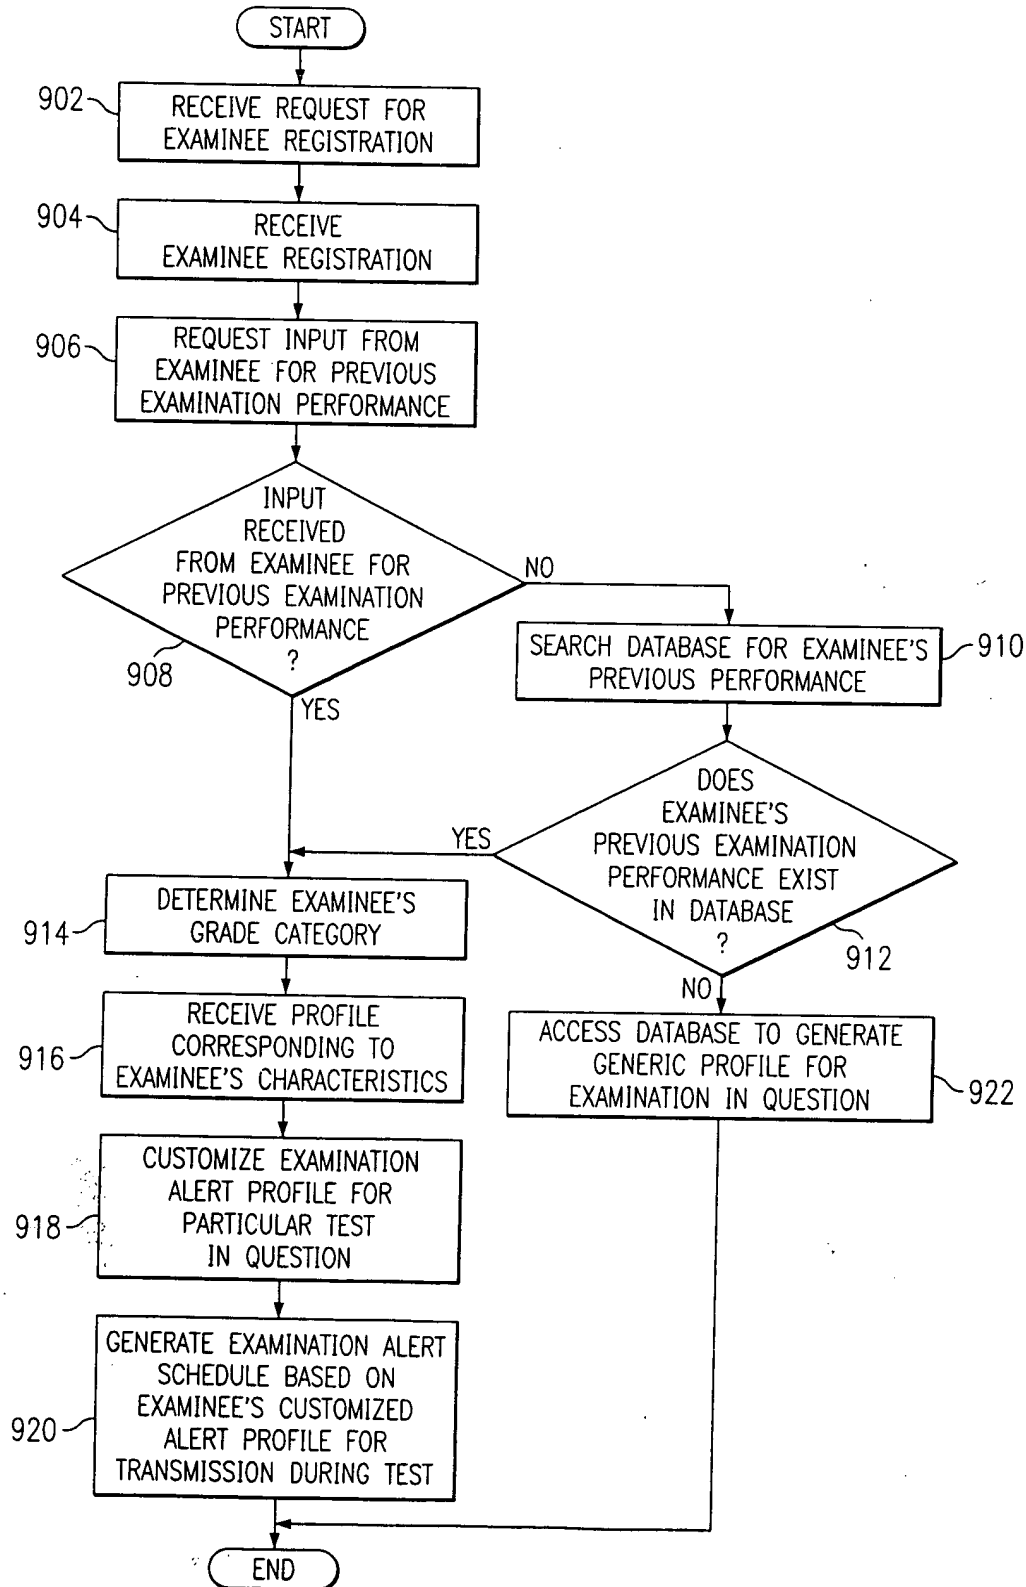 START
902
RECEIVE REQUEST FOR
EXAMINEE REGISTRATION
904
RECEIVE
EXAMINEE REGISTRATION
906
REQUEST INPUT FROM
EXAMINEE FOR PREVIOUS
EXAMINATION PERFORMANCE
INPUT
RECEIVED
FROM EXAMINEE FOR
PREVIOUS EXAMINATION
PERFORMANCE
?
908
NO
YES
SEARCH DATABASE FOR EXAMINEE'S
PREVIOUS PERFORMANCE
910
DOES
EXAMINEE'S
PREVIOUS EXAMINATION
PERFORMANCE EXIST
IN DATABASE
?
912
YES
NO
914
DETERMINE EXAMINEE'S
GRADE CATEGORY
916
RECEIVE PROFILE
CORRESPONDING TO
EXAMINEE'S CHARACTERISTICS
ACCESS DATABASE TO GENERATE
GENERIC PROFILE FOR
EXAMINATION IN QUESTION
922
918
CUSTOMIZE EXAMINATION
ALERT PROFILE FOR
PARTICULAR TEST
IN QUESTION
920
GENERATE EXAMINATION ALERT
SCHEDULE BASED ON
EXAMINEE'S CUSTOMIZED
ALERT PROFILE FOR
TRANSMISSION DURING TEST
END